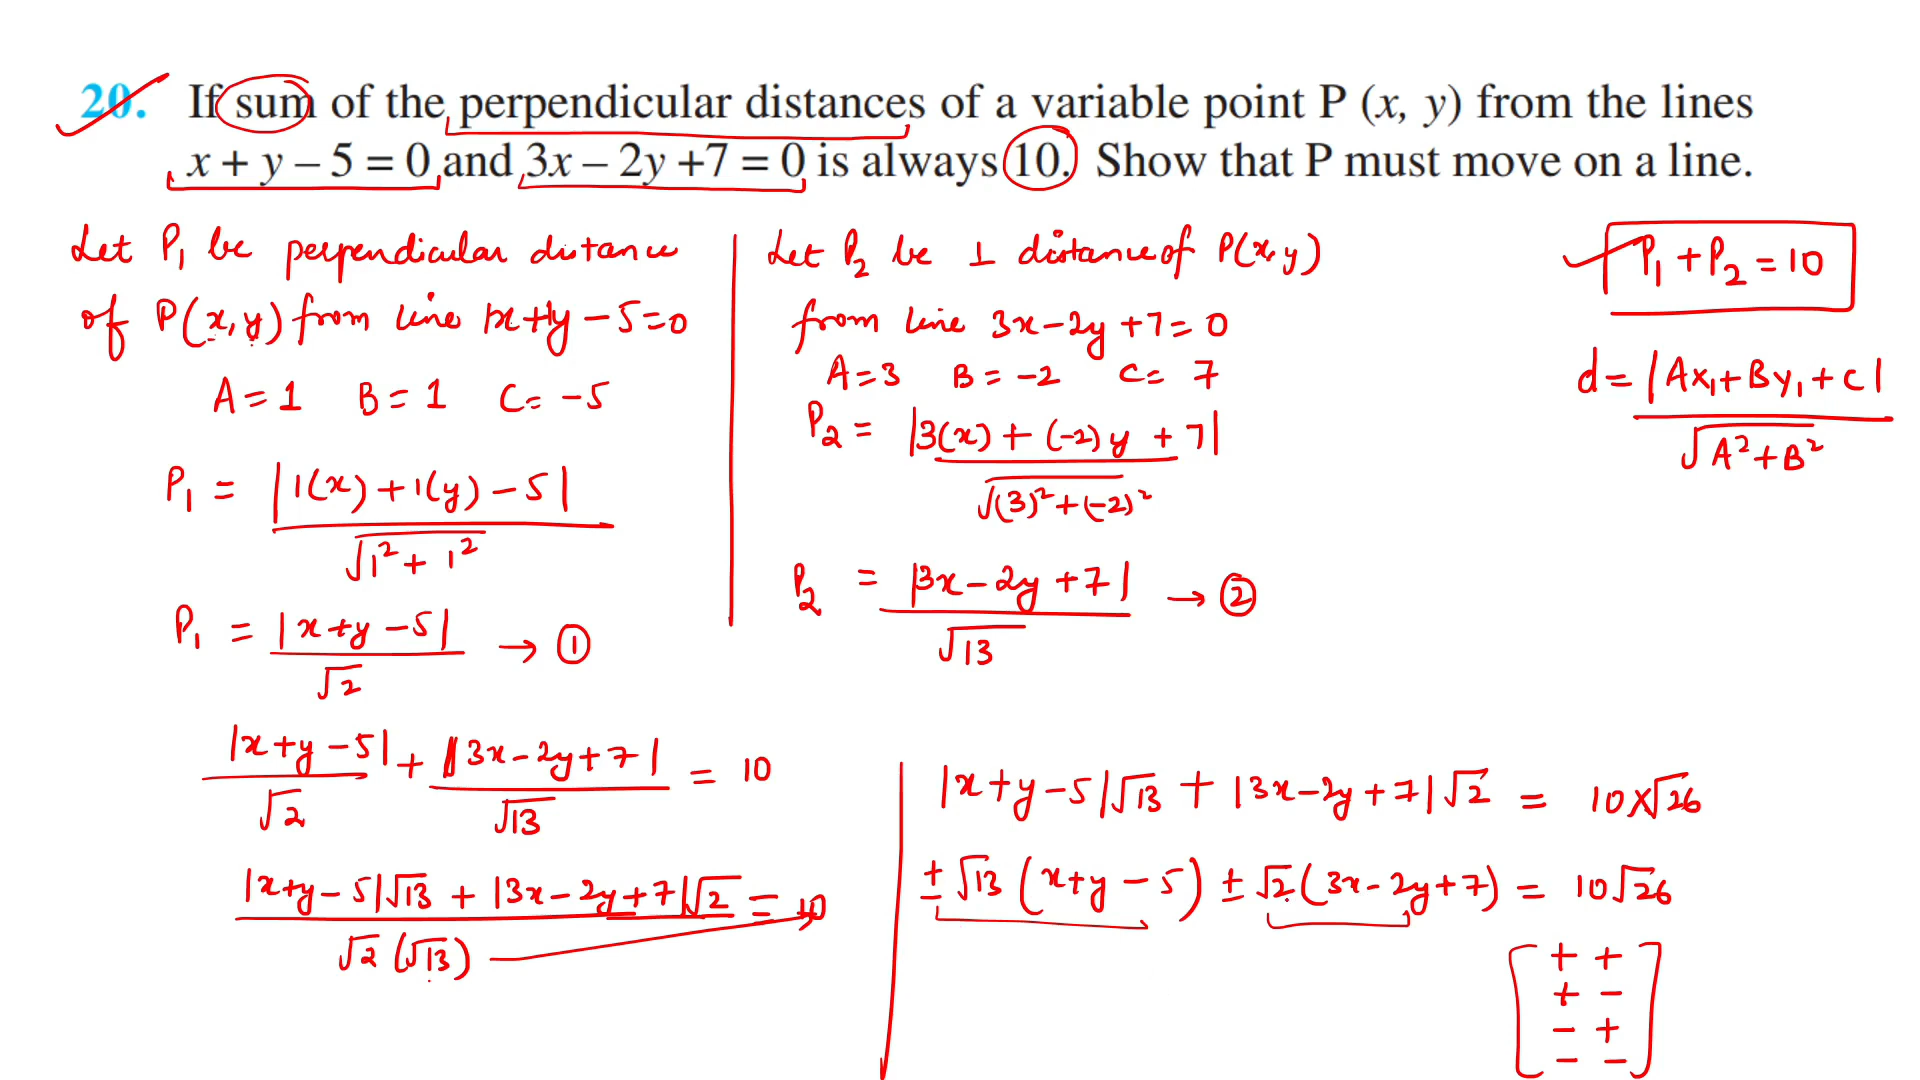 20. If sum of the perpendicular distances of a variable point P (x, y) from the lines
x + y – 5 = 0 and 3x – 2y +7 = 0 is always 10. Show that P must move on a line.
Let P₁ be perpendicular distance
of P(x,y) from line 1x+1y-5=0
A=1 B=1 C=-5
P₁ = |1(x)+1(y)-5|
√1²+1²
P₁ = |x+y-5| → ①
√2
Let P₂ be ⊥ distance of P(x,y)
from line 3x-2y+7=0
A=3 B=-2 C=7
P₂ = |3(x)+(-2)y+7|
√(3)²+(-2)²
P₂ = |3x-2y+7| → ②
√13
P₁+P₂=10
d=|Ax₁+By₁+C|
√A²+B²
|x+y-5| + |3x-2y+7| = 10
√2 √13
|x+y-5|√13 + |3x-2y+7|√2 = 10
√2(√13)
|x+y-5|√13 + |3x-2y+7|√2 = 10×√26
±√13(x+y-5) ± √2(3x-2y+7) = 10√26
+ +
+ -
- +
- -